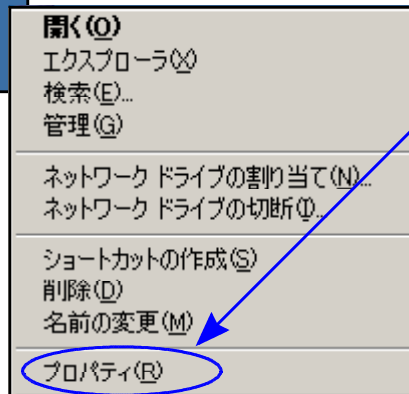 開く(O)
エクスプローラ(X)
検索(E)...
管理(G)
ネットワーク ドライブの割り当て(N)...
ネットワーク ドライブの切断(I)...
ショートカットの作成(S)
削除(D)
名前の変更(M)
プロパティ(R)